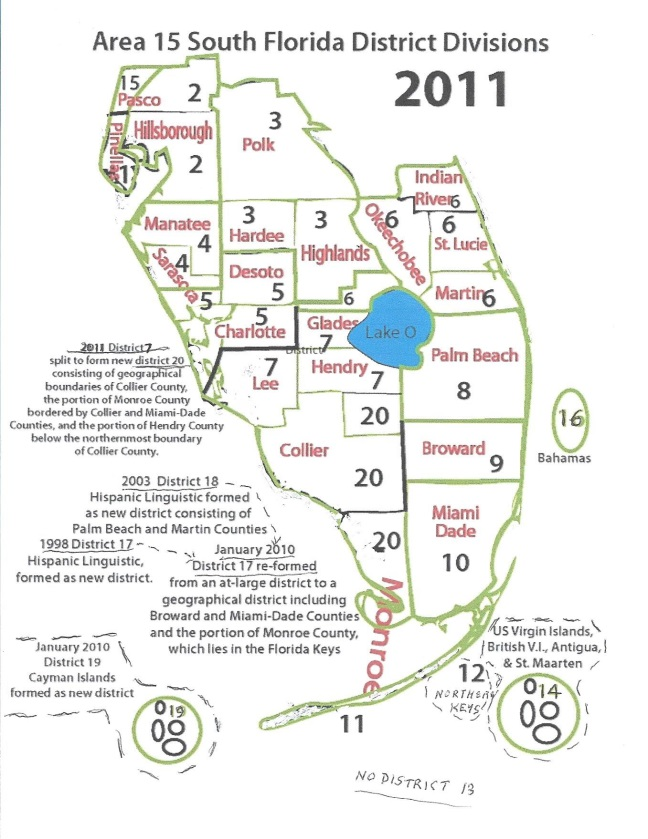 Area 15 South Florida District Divisions
2011
15
Pasco
2
3
Polk
Pinellas
1
Hillsborough
2
Indian
River
6
Okeechobee
6
6
St. Lucie
Manatee
4
3
Hardee
3
Highlands
Sarasota
4
Desoto
5
5
6
Martin
6
5
Charlotte
Glades
7
Lake O
District
Palm Beach
8
2011 District 7
split to form new district 20
consisting of geographical
boundaries of Collier County,
the portion of Monroe County
bordered by Collier and Miami-Dade
Counties, and the portion of Hendry County
below the northernmost boundary
of Collier County.
7
Lee
Hendry
7
20
16
Bahamas
Collier
20
Broward
9
2003 District 18
Hispanic Linguistic formed
as new district consisting of
Palm Beach and Martin Counties
Miami
Dade
10
1998 District 17
Hispanic Linguistic,
formed as new district.
20
January 2010
District 17 re-formed
from an at-large district to a
geographical district including
Broward and Miami-Dade Counties
and the portion of Monroe County,
which lies in the Florida Keys
Monroe
January 2010
District 19
Cayman Islands
formed as new district
19
11
12
NORTHERN
KEYS
US Virgin Islands,
British V.I., Antigua,
& St. Maarten
14
NO DISTRICT 13